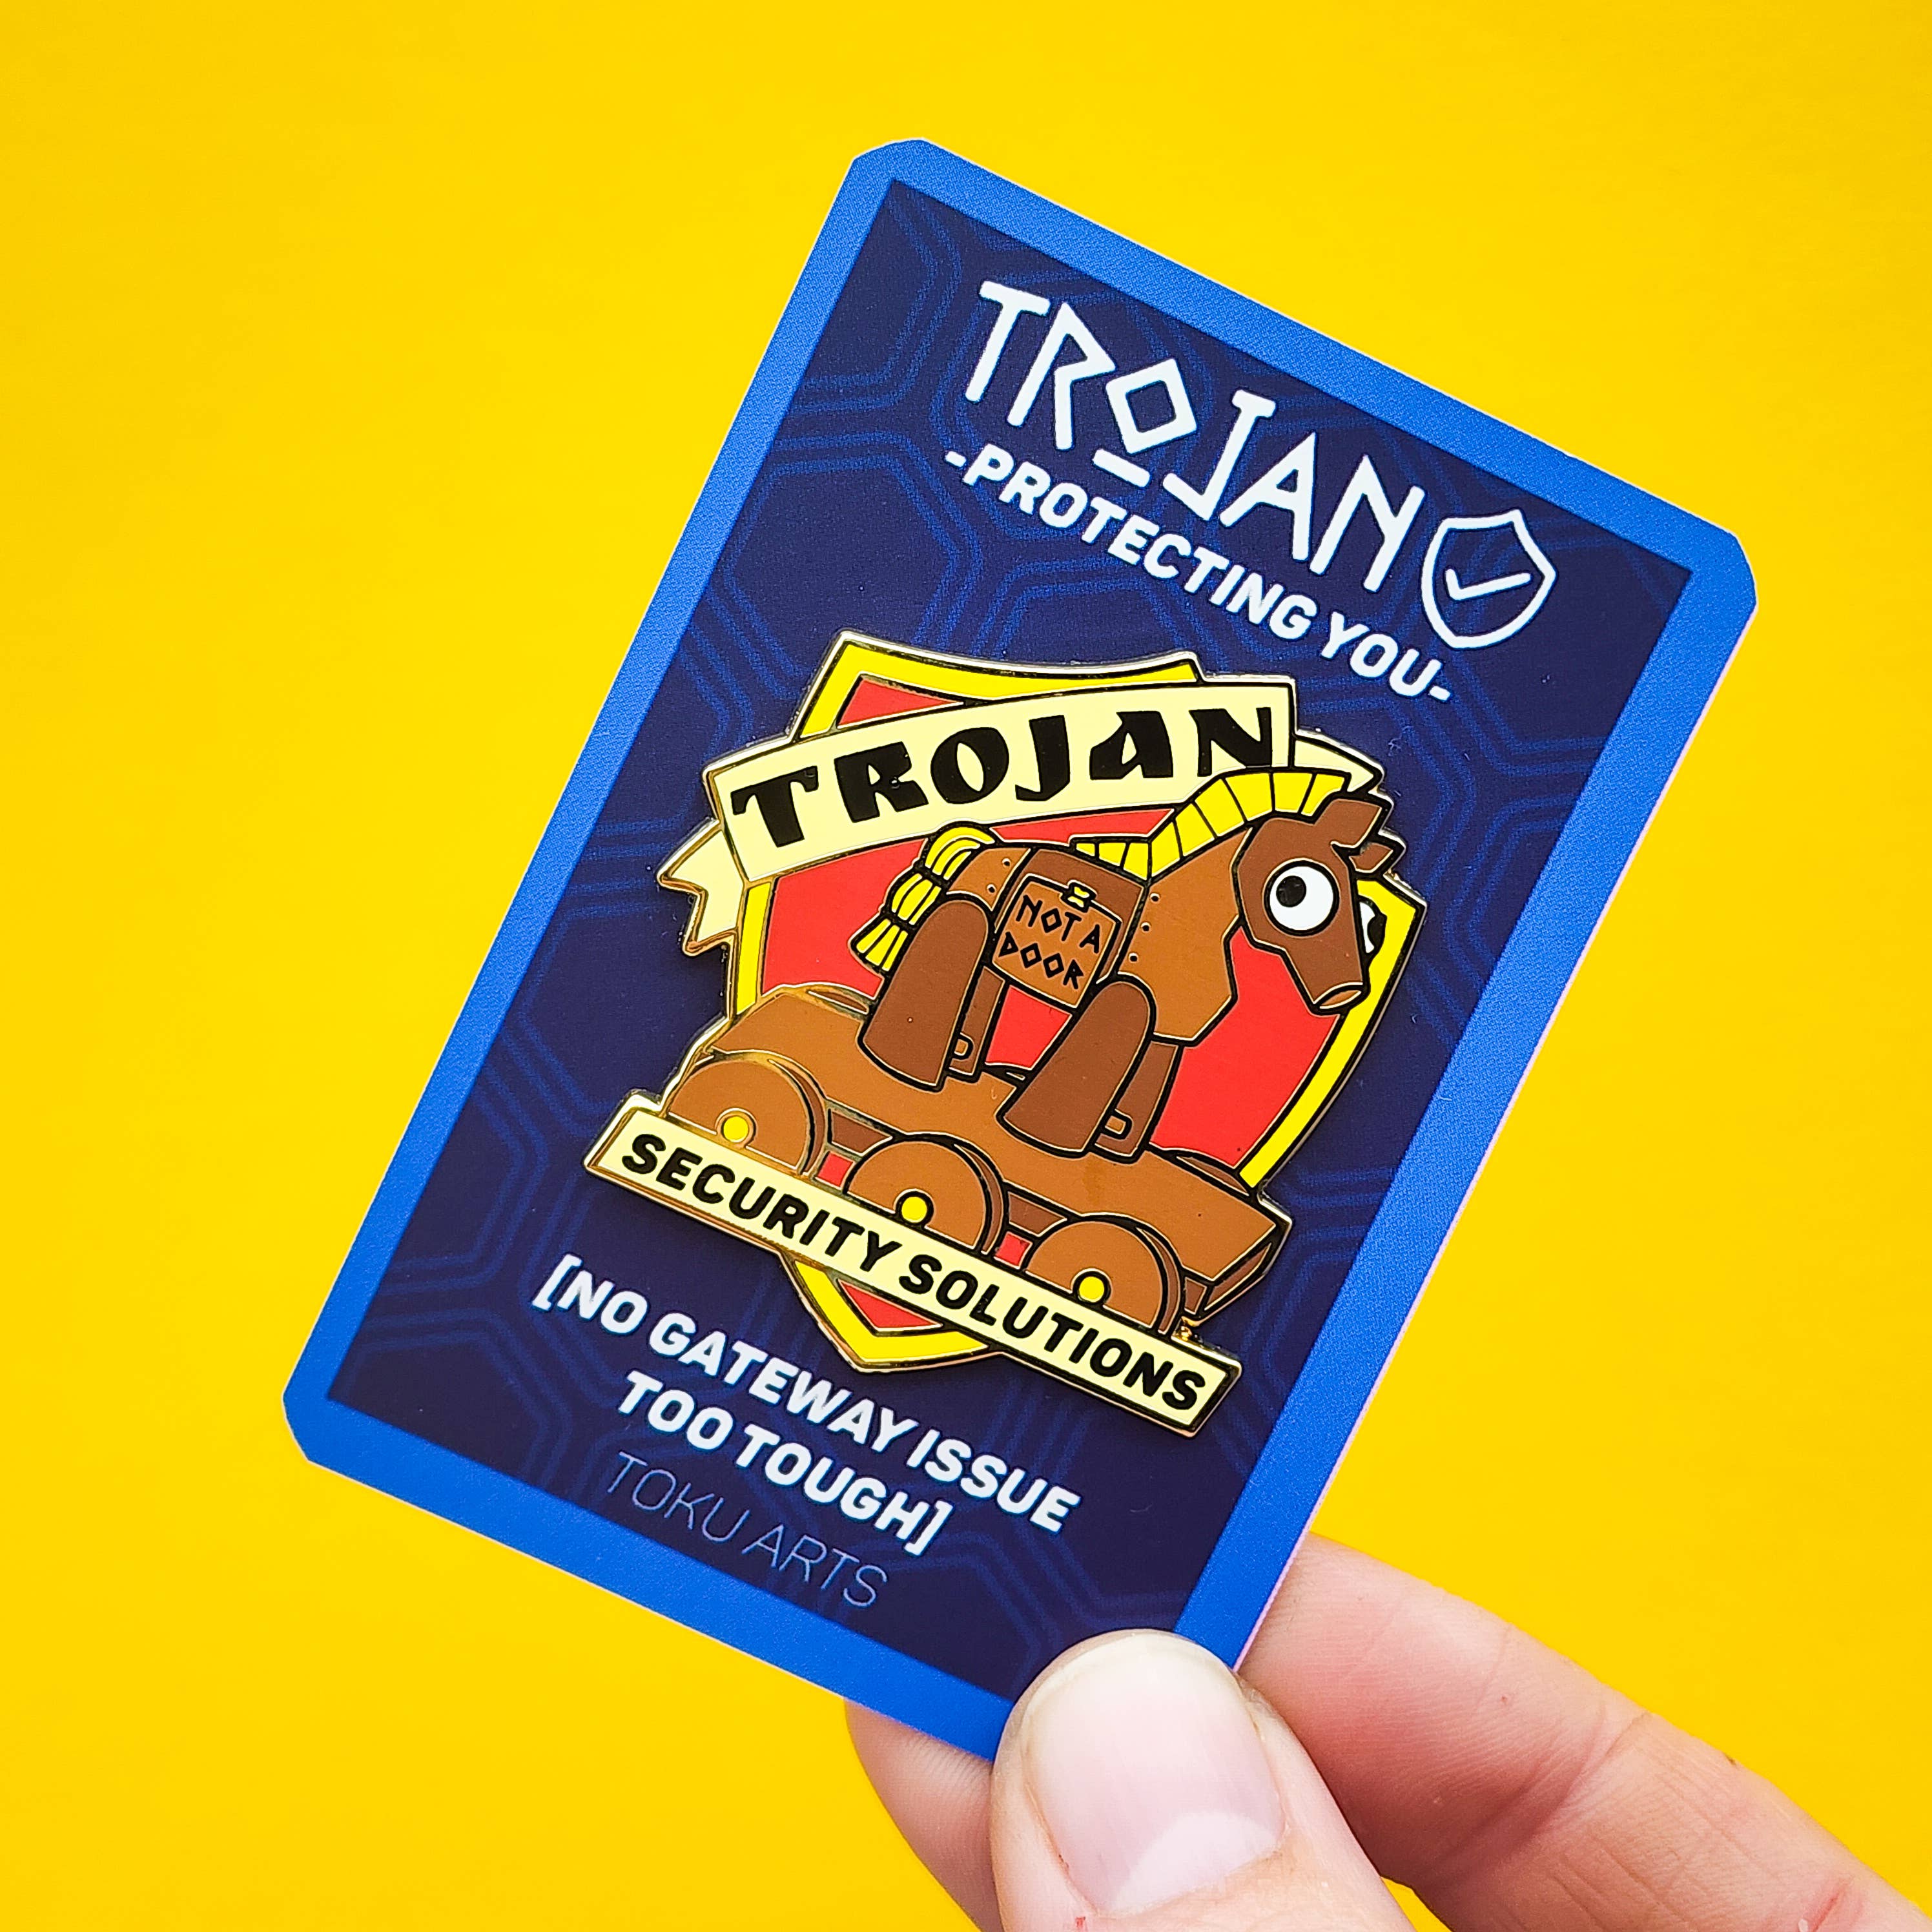 TROJAN
-PROTECTING YOU-
TROJAN
NOT A
DOOR
SECURITY SOLUTIONS
[NO GATEWAY ISSUE
TOO TOUGH]
TOKU ARTS